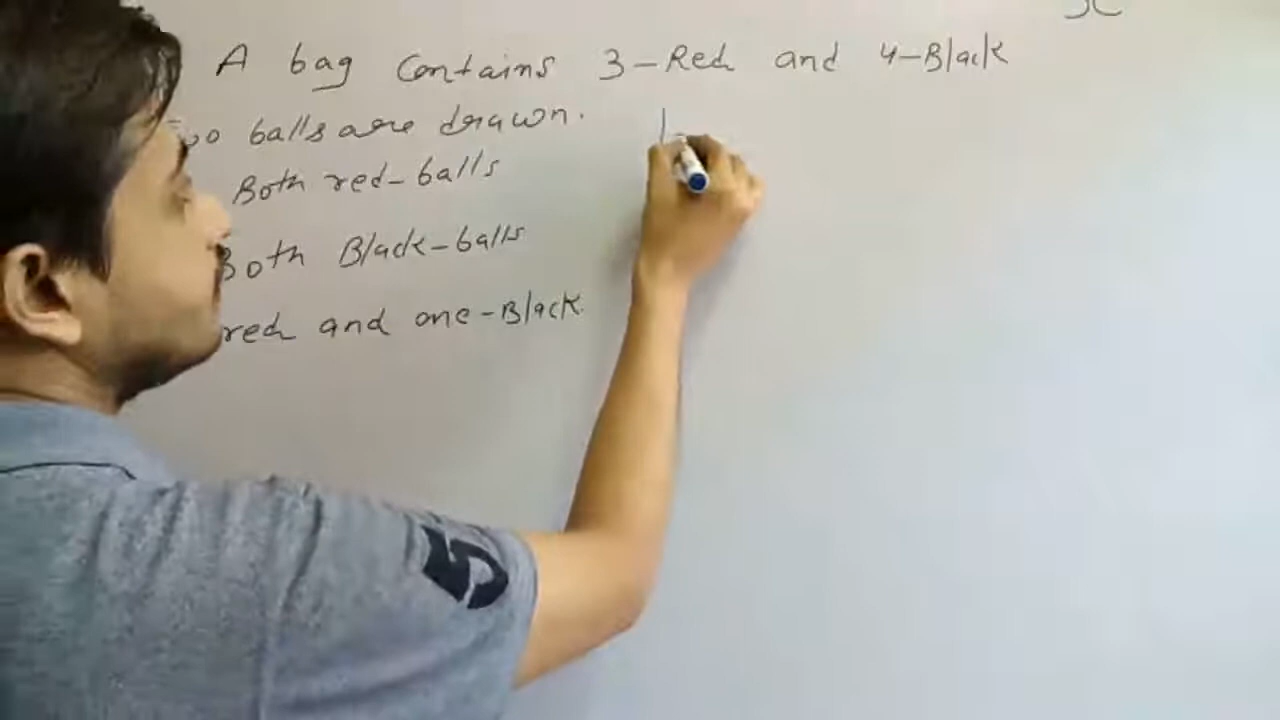 A bag contains 3-Red and 4-Black
balls are drawn.
Both red-balls
Both Black-balls
red and one-Black.
5